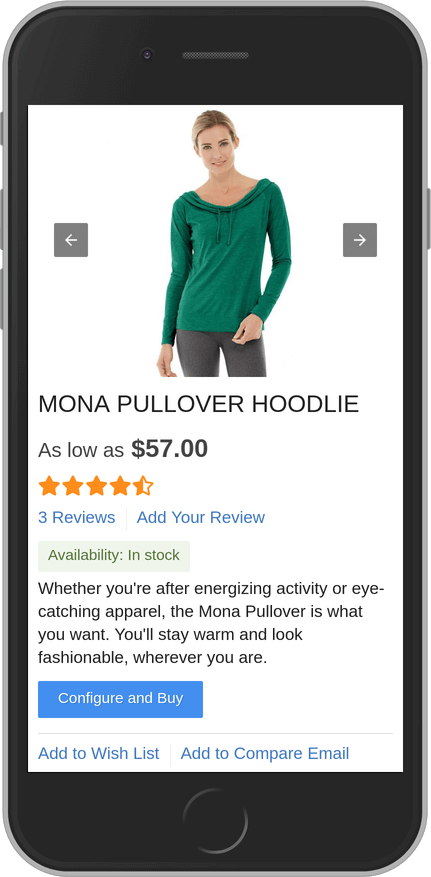 MONA PULLOVER HOODLIE
As low as $57.00
3 Reviews Add Your Review
Availability: In stock
Whether you're after energizing activity or eye-
catching apparel, the Mona Pullover is what
you want. You'll stay warm and look
fashionable, wherever you are.
Configure and Buy
Add to Wish List Add to Compare Email